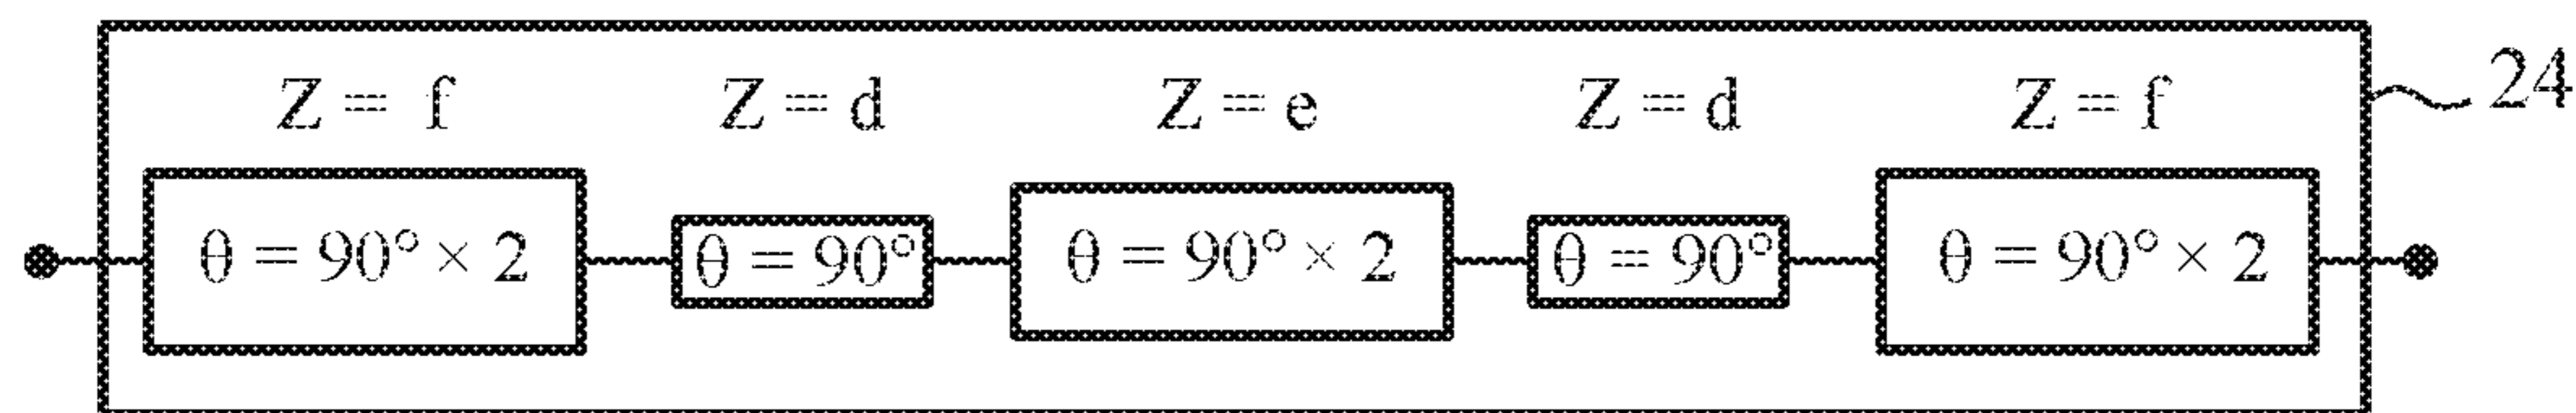 Z = f Z = d Z = e Z = d Z = f 24
θ = 90° × 2 θ = 90° θ = 90° × 2 θ = 90° θ = 90° × 2